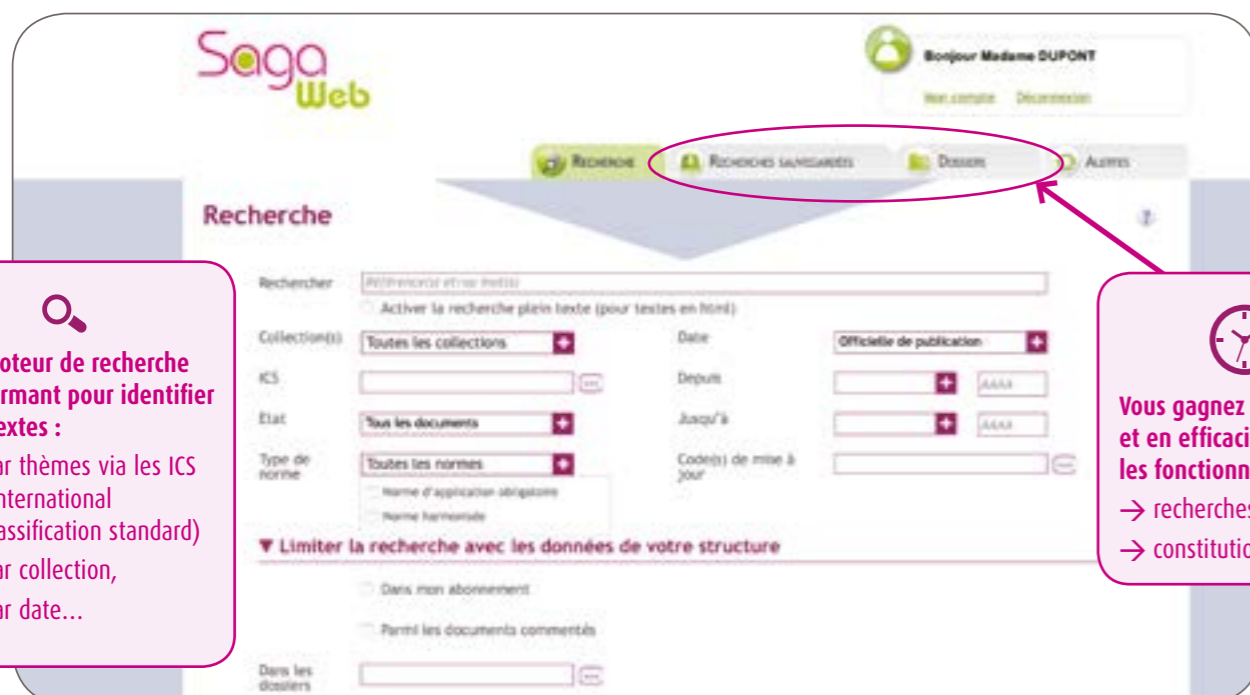 Saga
Web
Bonjour Madame DUPONT
Mon compte Déconnexion
Recherche Recherches sauvegardées Dossiers Alertes
Recherche
?
Rechercher Référence(s) et/ou mot(s)
Activer la recherche plein texte (pour textes en html)
Collection(s) Toutes les collections + Date Officielle de publication +
ICS ... Depuis + AAAA
Etat Tous les documents + Jusqu'à + AAAA
Type de norme Toutes les normes + Code(s) de mise à jour ...
Norme d'application obligatoire
Norme harmonisée
▼ Limiter la recherche avec les données de votre structure
Dans mon abonnement
Parmi les documents commentés
Dans les dossiers ...
oteur de recherche
rmant pour identifier
extes :
ar thèmes via les ICS
nternational
assification standard)
ar collection,
ar date...
Vous gagnez
et en efficaci
les fonctionn
→ recherches
→ constitutio